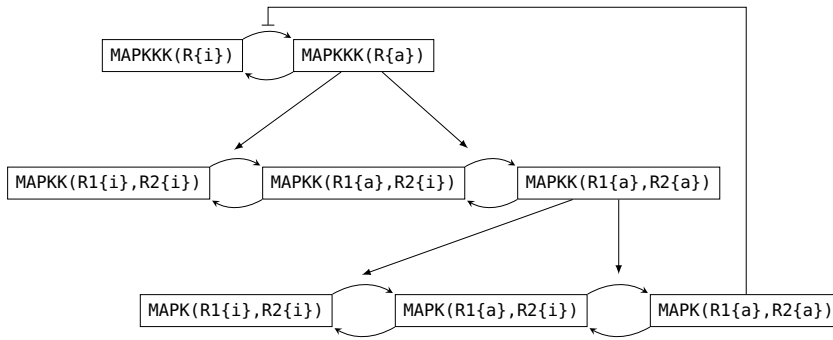 MAPKKK(R{i})
MAPKKK(R{a})
MAPKK(R1{i},R2{i})
MAPKK(R1{a},R2{i})
MAPKK(R1{a},R2{a})
MAPK(R1{i},R2{i})
MAPK(R1{a},R2{i})
MAPK(R1{a},R2{a})